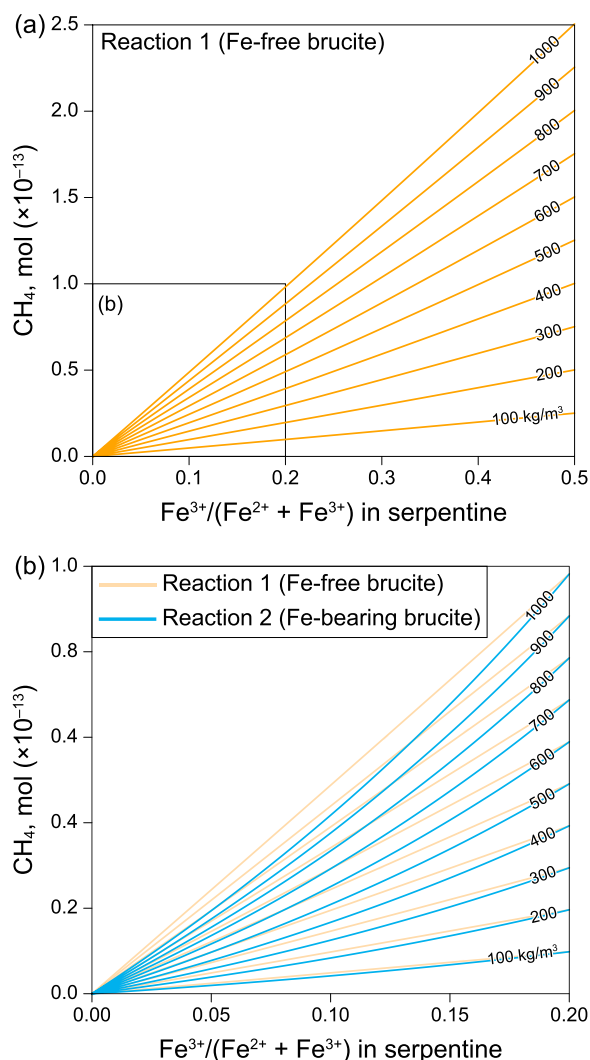 (a)
Reaction 1 (Fe-free brucite)
2.5
2.0
1.5
1.0
0.5
0.0
CH₄, mol (×10⁻¹³)
(b)
1000
900
800
700
600
500
400
300
200
100 kg/m³
0.0 0.1 0.2 0.3 0.4 0.5
Fe³⁺/(Fe²⁺ + Fe³⁺) in serpentine
(b)
Reaction 1 (Fe-free brucite)
Reaction 2 (Fe-bearing brucite)
1.0
0.8
0.4
0.4
0.2
0.0
CH₄, mol (×10⁻¹³)
1000
900
800
700
600
500
400
300
200
100 kg/m³
0.00 0.05 0.10 0.15 0.20
Fe³⁺/(Fe²⁺ + Fe³⁺) in serpentine